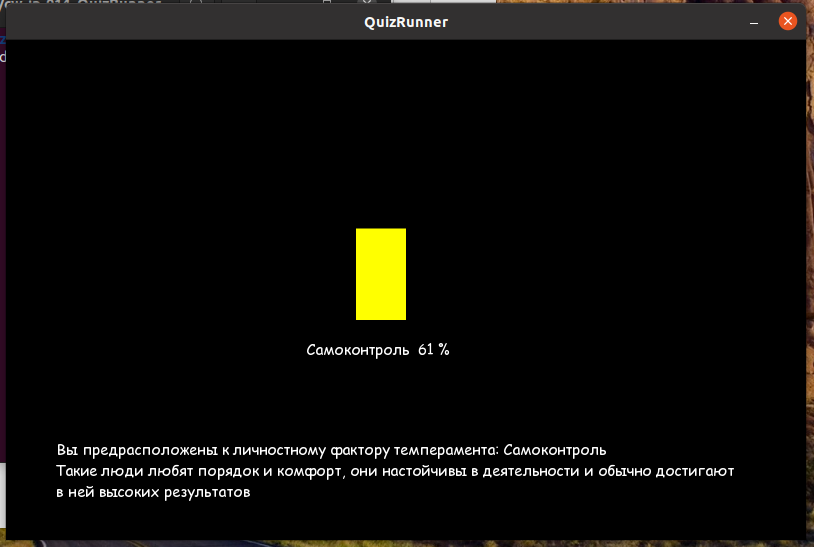 QuizRunner
Самоконтроль 61 %
Вы предрасположены к личностному фактору темперамента: Самоконтроль
Такие люди любят порядок и комфорт, они настойчивы в деятельности и обычно достигают
в ней высоких результатов